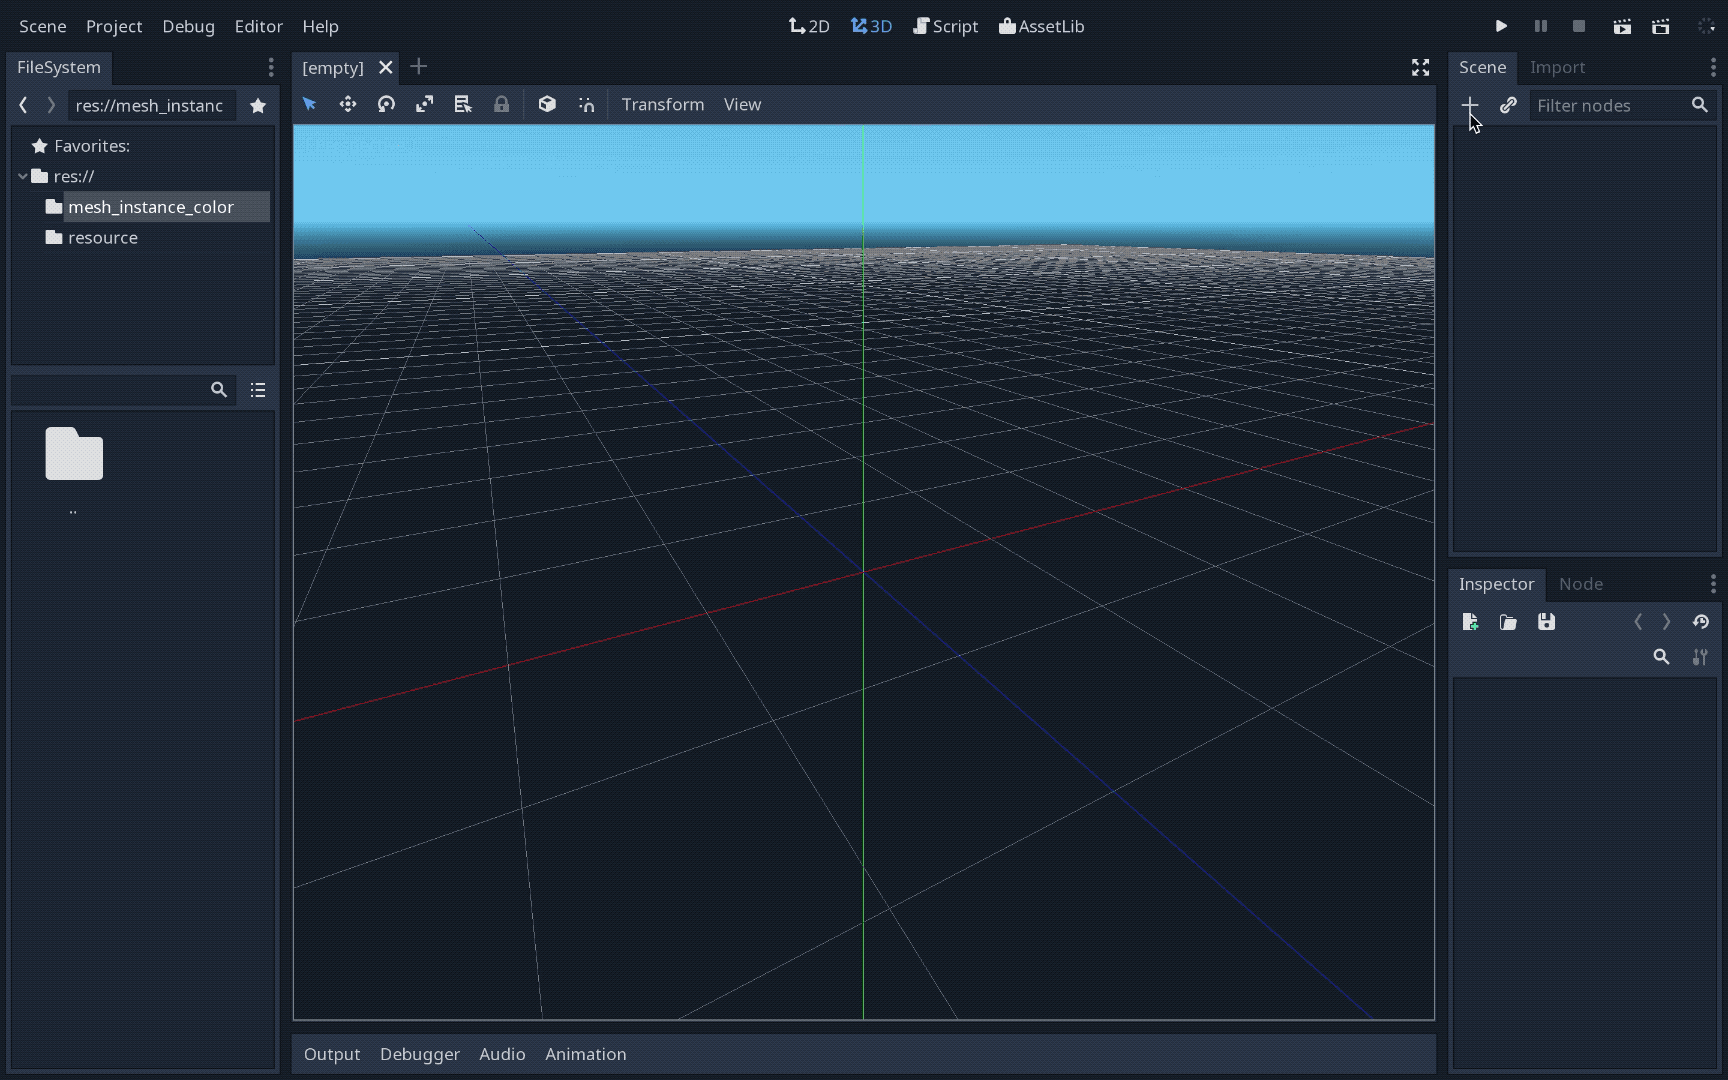 Scene Project Debug Editor Help
2D 3D Script AssetLib
FileSystem
res://mesh_instanc
Favorites:
res://
mesh_instance_color
resource
..
[empty]
Transform View
Output Debugger Audio Animation
Scene Import
Filter nodes
Inspector Node